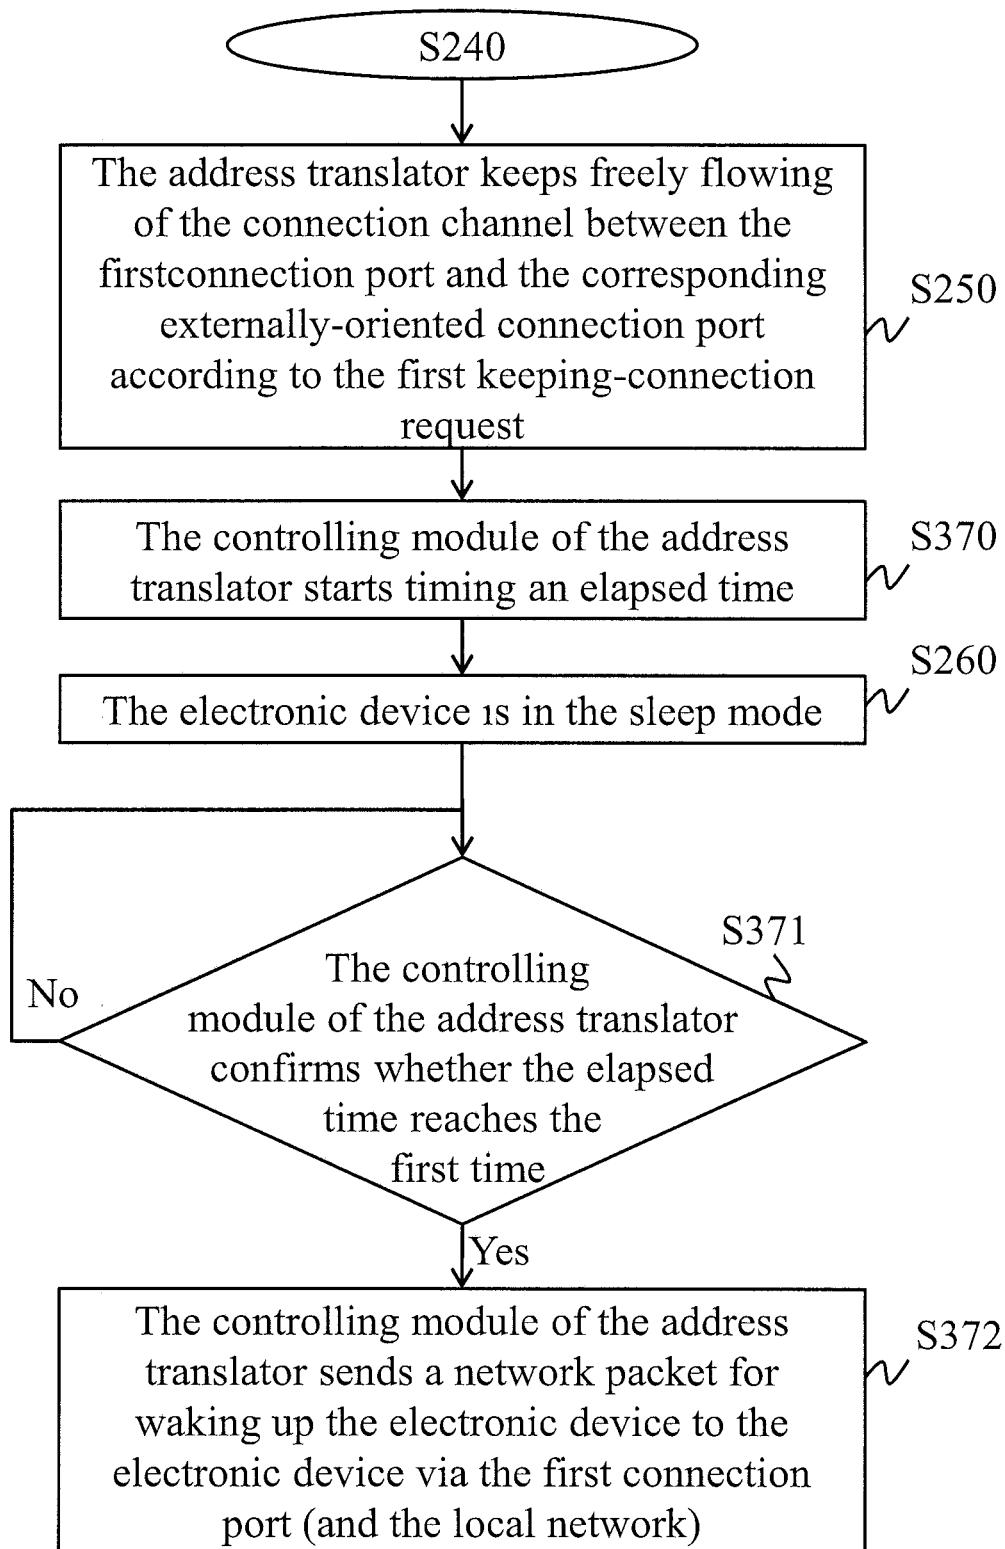 S240
The address translator keeps freely flowing
of the connection channel between the
firstconnection port and the corresponding
externally-oriented connection port
according to the first keeping-connection
request
S250
The controlling module of the address
translator starts timing an elapsed time
S370
The electronic device is in the sleep mode
S260
S371
The controlling
module of the address translator
confirms whether the elapsed
time reaches the
first time
No
Yes
The controlling module of the address
translator sends a network packet for
waking up the electronic device to the
electronic device via the first connection
port (and the local network)
S372